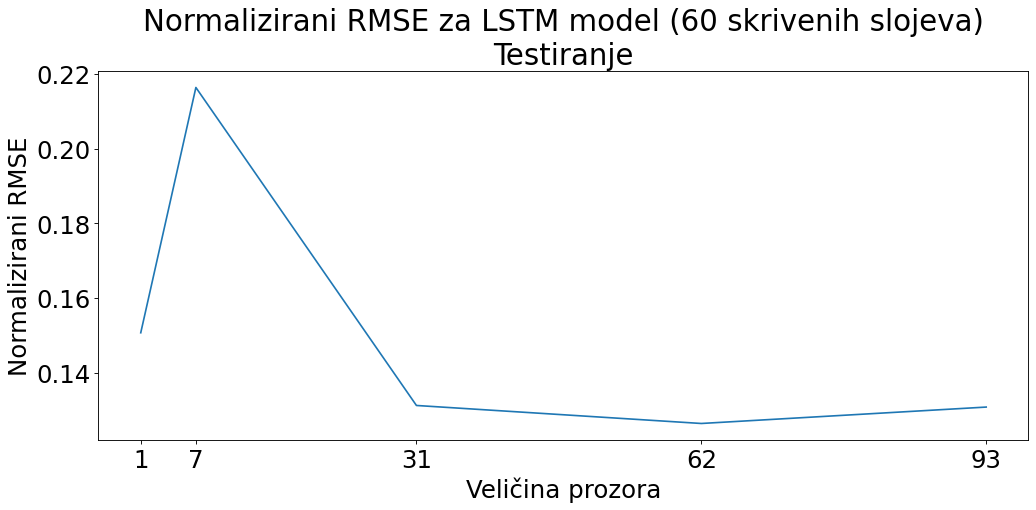 Normalizirani RMSE za LSTM model (60 skrivenih slojeva)
Testiranje
Normalizirani RMSE
0.22
0.20
0.18
0.16
0.14
1 7 31 62 93
Veličina prozora